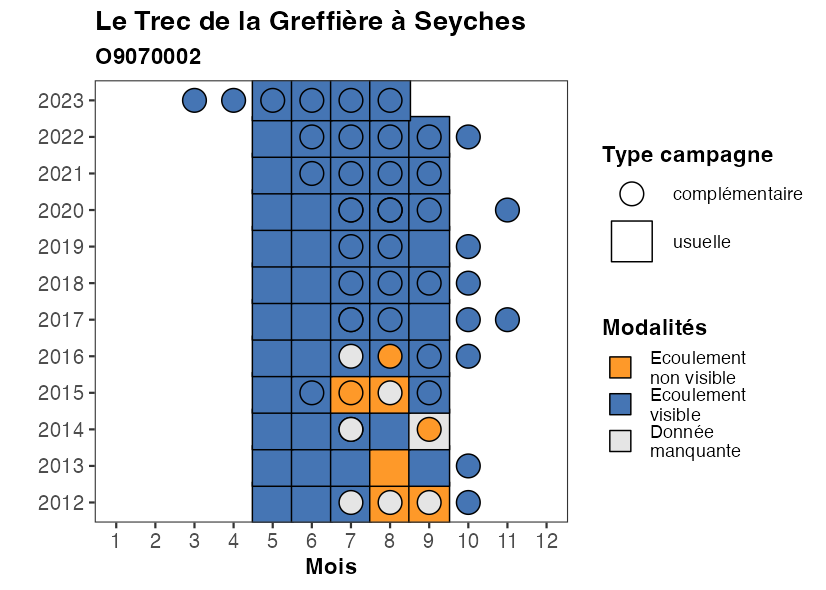 Le Trec de la Greffière à Seyches
O9070002
2023
2022
2021
2020
2019
2018
2017
2016
2015
2014
2013
2012
1 2 3 4 5 6 7 8 9 10 11 12
Mois
Type campagne
complémentaire
usuelle
Modalités
Ecoulement
non visible
Ecoulement
visible
Donnée
manquante